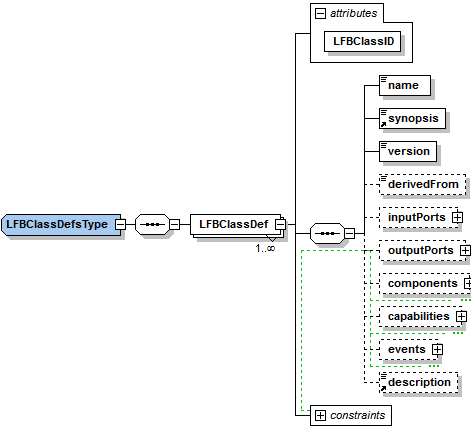 attributes
LFBClassID
name
synopsis
version
derivedFrom
inputPorts
LFBClassDefsType
LFBClassDef
1..∞
outputPorts
components
capabilities
events
description
constraints